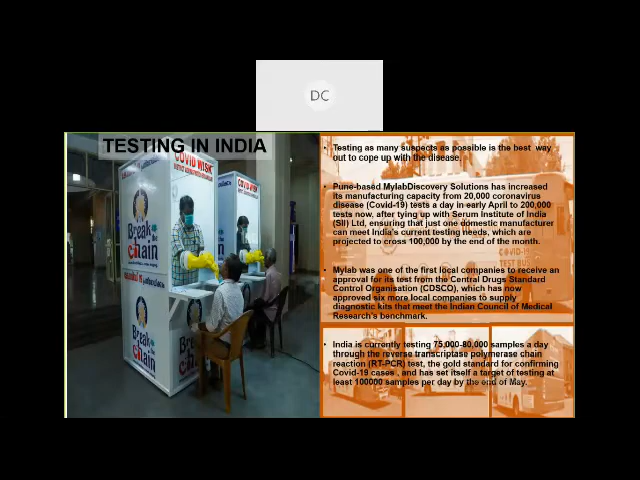 DC
TESTING IN INDIA
COVID WISK
Break
the
Chain
COVID WISK
Break
the
Chain
• Testing as many suspects as possible is the best way
out to cope up with the disease.
• Pune-based MylabDiscovery Solutions has increased
its manufacturing capacity from 20,000 coronavirus
disease (Covid-19) tests a day in early April to 200,000
tests now, after tying up with Serum Institute of India
(SII) Ltd, ensuring that just one domestic manufacturer
can meet India's current testing needs, which are
projected to cross 100,000 by the end of the month.
• Mylab was one of the first local companies to receive an
approval for its test from the Central Drugs Standard
Control Organisation (CDSCO), which has now
approved six more local companies to supply
diagnostic kits that meet the Indian Council of Medical
Research's benchmark.
• India is currently testing 75,000-80,000 samples a day
through the reverse transcriptase polymerase chain
reaction (RT-PCR) test, the gold standard for confirming
Covid-19 cases , and has set itself a target of testing at
least 100000 samples per day by the end of May.